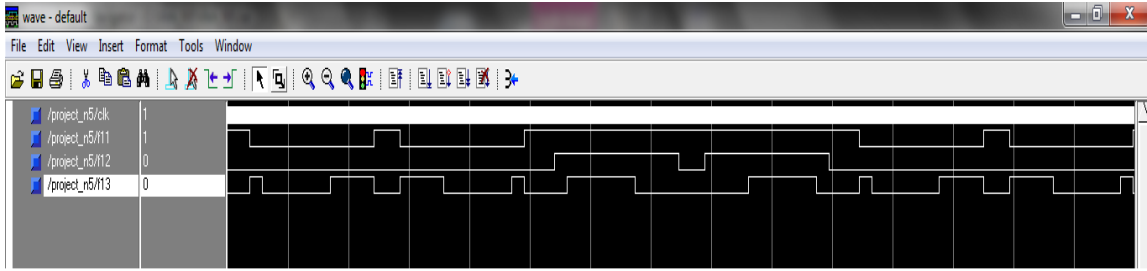 wave - default
File Edit View Insert Format Tools Window
/project_n5/clk 1
/project_n5/f11 1
/project_n5/f12 0
/project_n5/f13 0